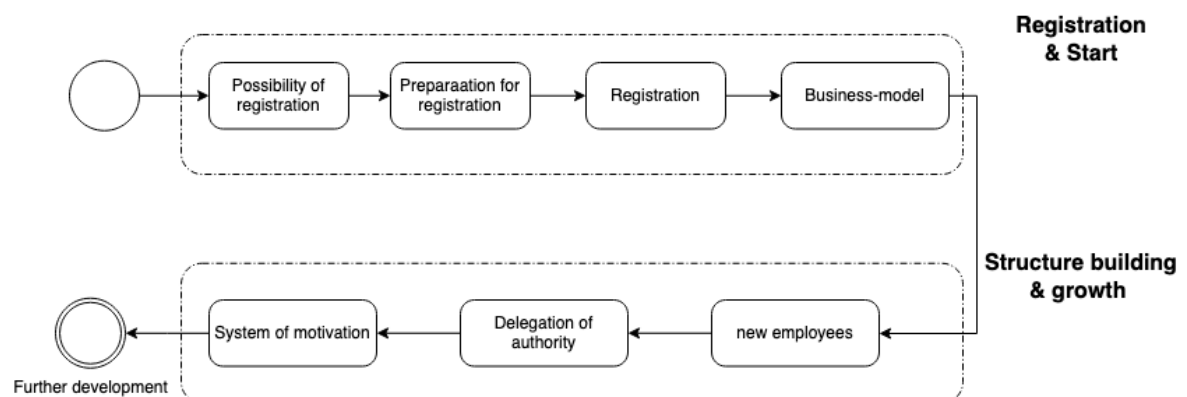 Registration
& Start
Possibility of
registration
Preparaation for
registration
Registration
Business-model
Structure building
& growth
System of motivation
Delegation of
authority
new employees
Further development